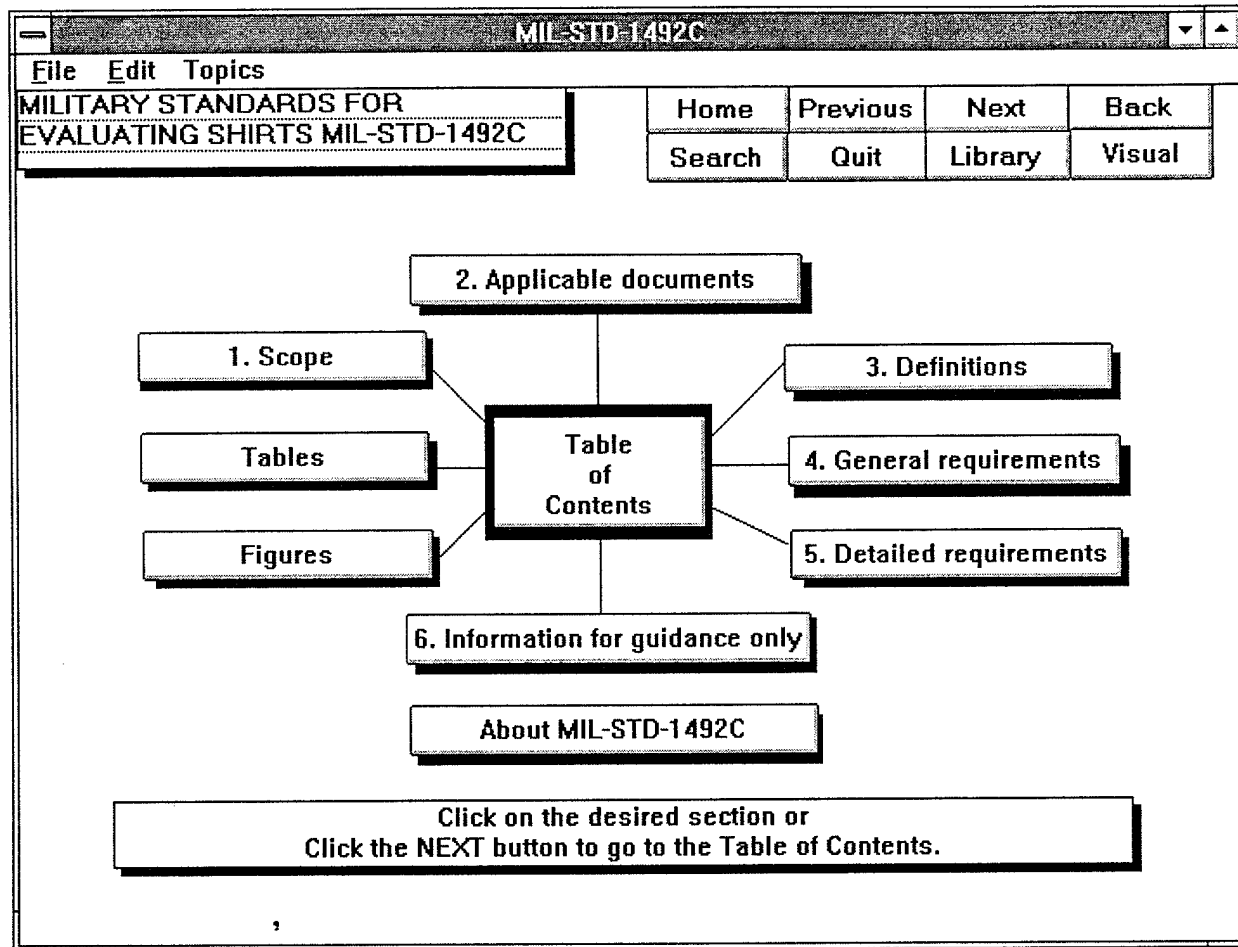 MIL-STD-1492C
File Edit Topics
MILITARY STANDARDS FOR
EVALUATING SHIRTS MIL-STD-1492C
Home Previous Next Back
Search Quit Library Visual
2. Applicable documents
1. Scope
3. Definitions
Tables
Table
of
Contents
4. General requirements
Figures
5. Detailed requirements
6. Information for guidance only
About MIL-STD-1492C
Click on the desired section or
Click the NEXT button to go to the Table of Contents.